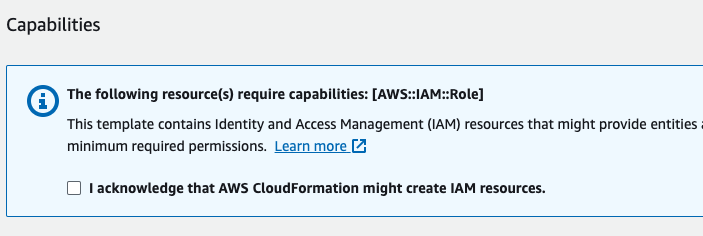 Capabilities
The following resource(s) require capabilities: [AWS::IAM::Role]
This template contains Identity and Access Management (IAM) resources that might provide entities
minimum required permissions. Learn more
I acknowledge that AWS CloudFormation might create IAM resources.